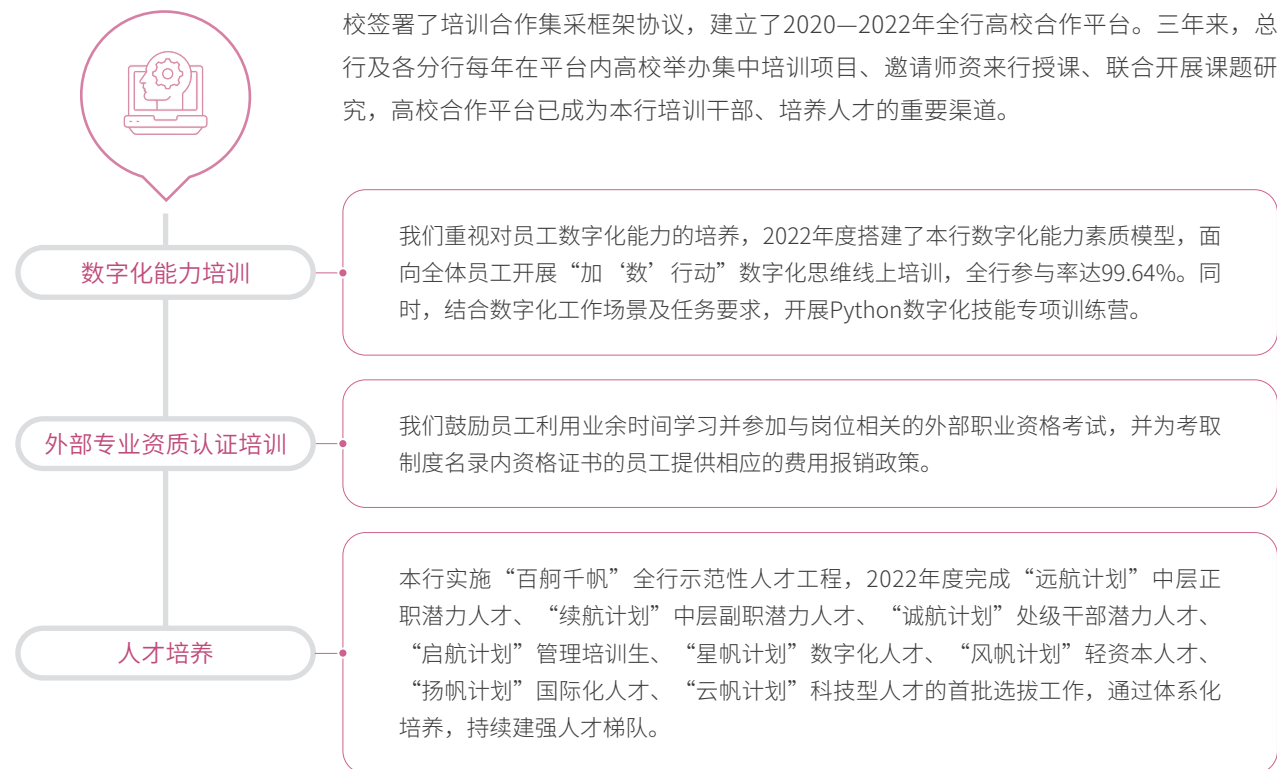 校签署了培训合作集采框架协议，建立了2020—2022年全行高校合作平台。三年来，总
行及各分行每年在平台内高校举办集中培训项目、邀请师资来行授课、联合开展课题研
究，高校合作平台已成为本行培训干部、培养人才的重要渠道。
数字化能力培训
我们重视对员工数字化能力的培养，2022年度搭建了本行数字化能力素质模型，面
向全体员工开展“加‘数’行动”数字化思维线上培训，全行参与率达99.64%。同
时，结合数字化工作场景及任务要求，开展Python数字化技能专项训练营。
外部专业资质认证培训
我们鼓励员工利用业余时间学习并参加与岗位相关的外部职业资格考试，并为考取
制度名录内资格证书的员工提供相应的费用报销政策。
人才培养
本行实施“百舸千帆”全行示范性人才工程，2022年度完成“远航计划”中层正
职潜力人才、“续航计划”中层副职潜力人才、“诚航计划”处级干部潜力人才、
“启航计划”管理培训生、“星帆计划”数字化人才、“风帆计划”轻资本人才、
“扬帆计划”国际化人才、“云帆计划”科技型人才的首批选拔工作，通过体系化
培养，持续建强人才梯队。